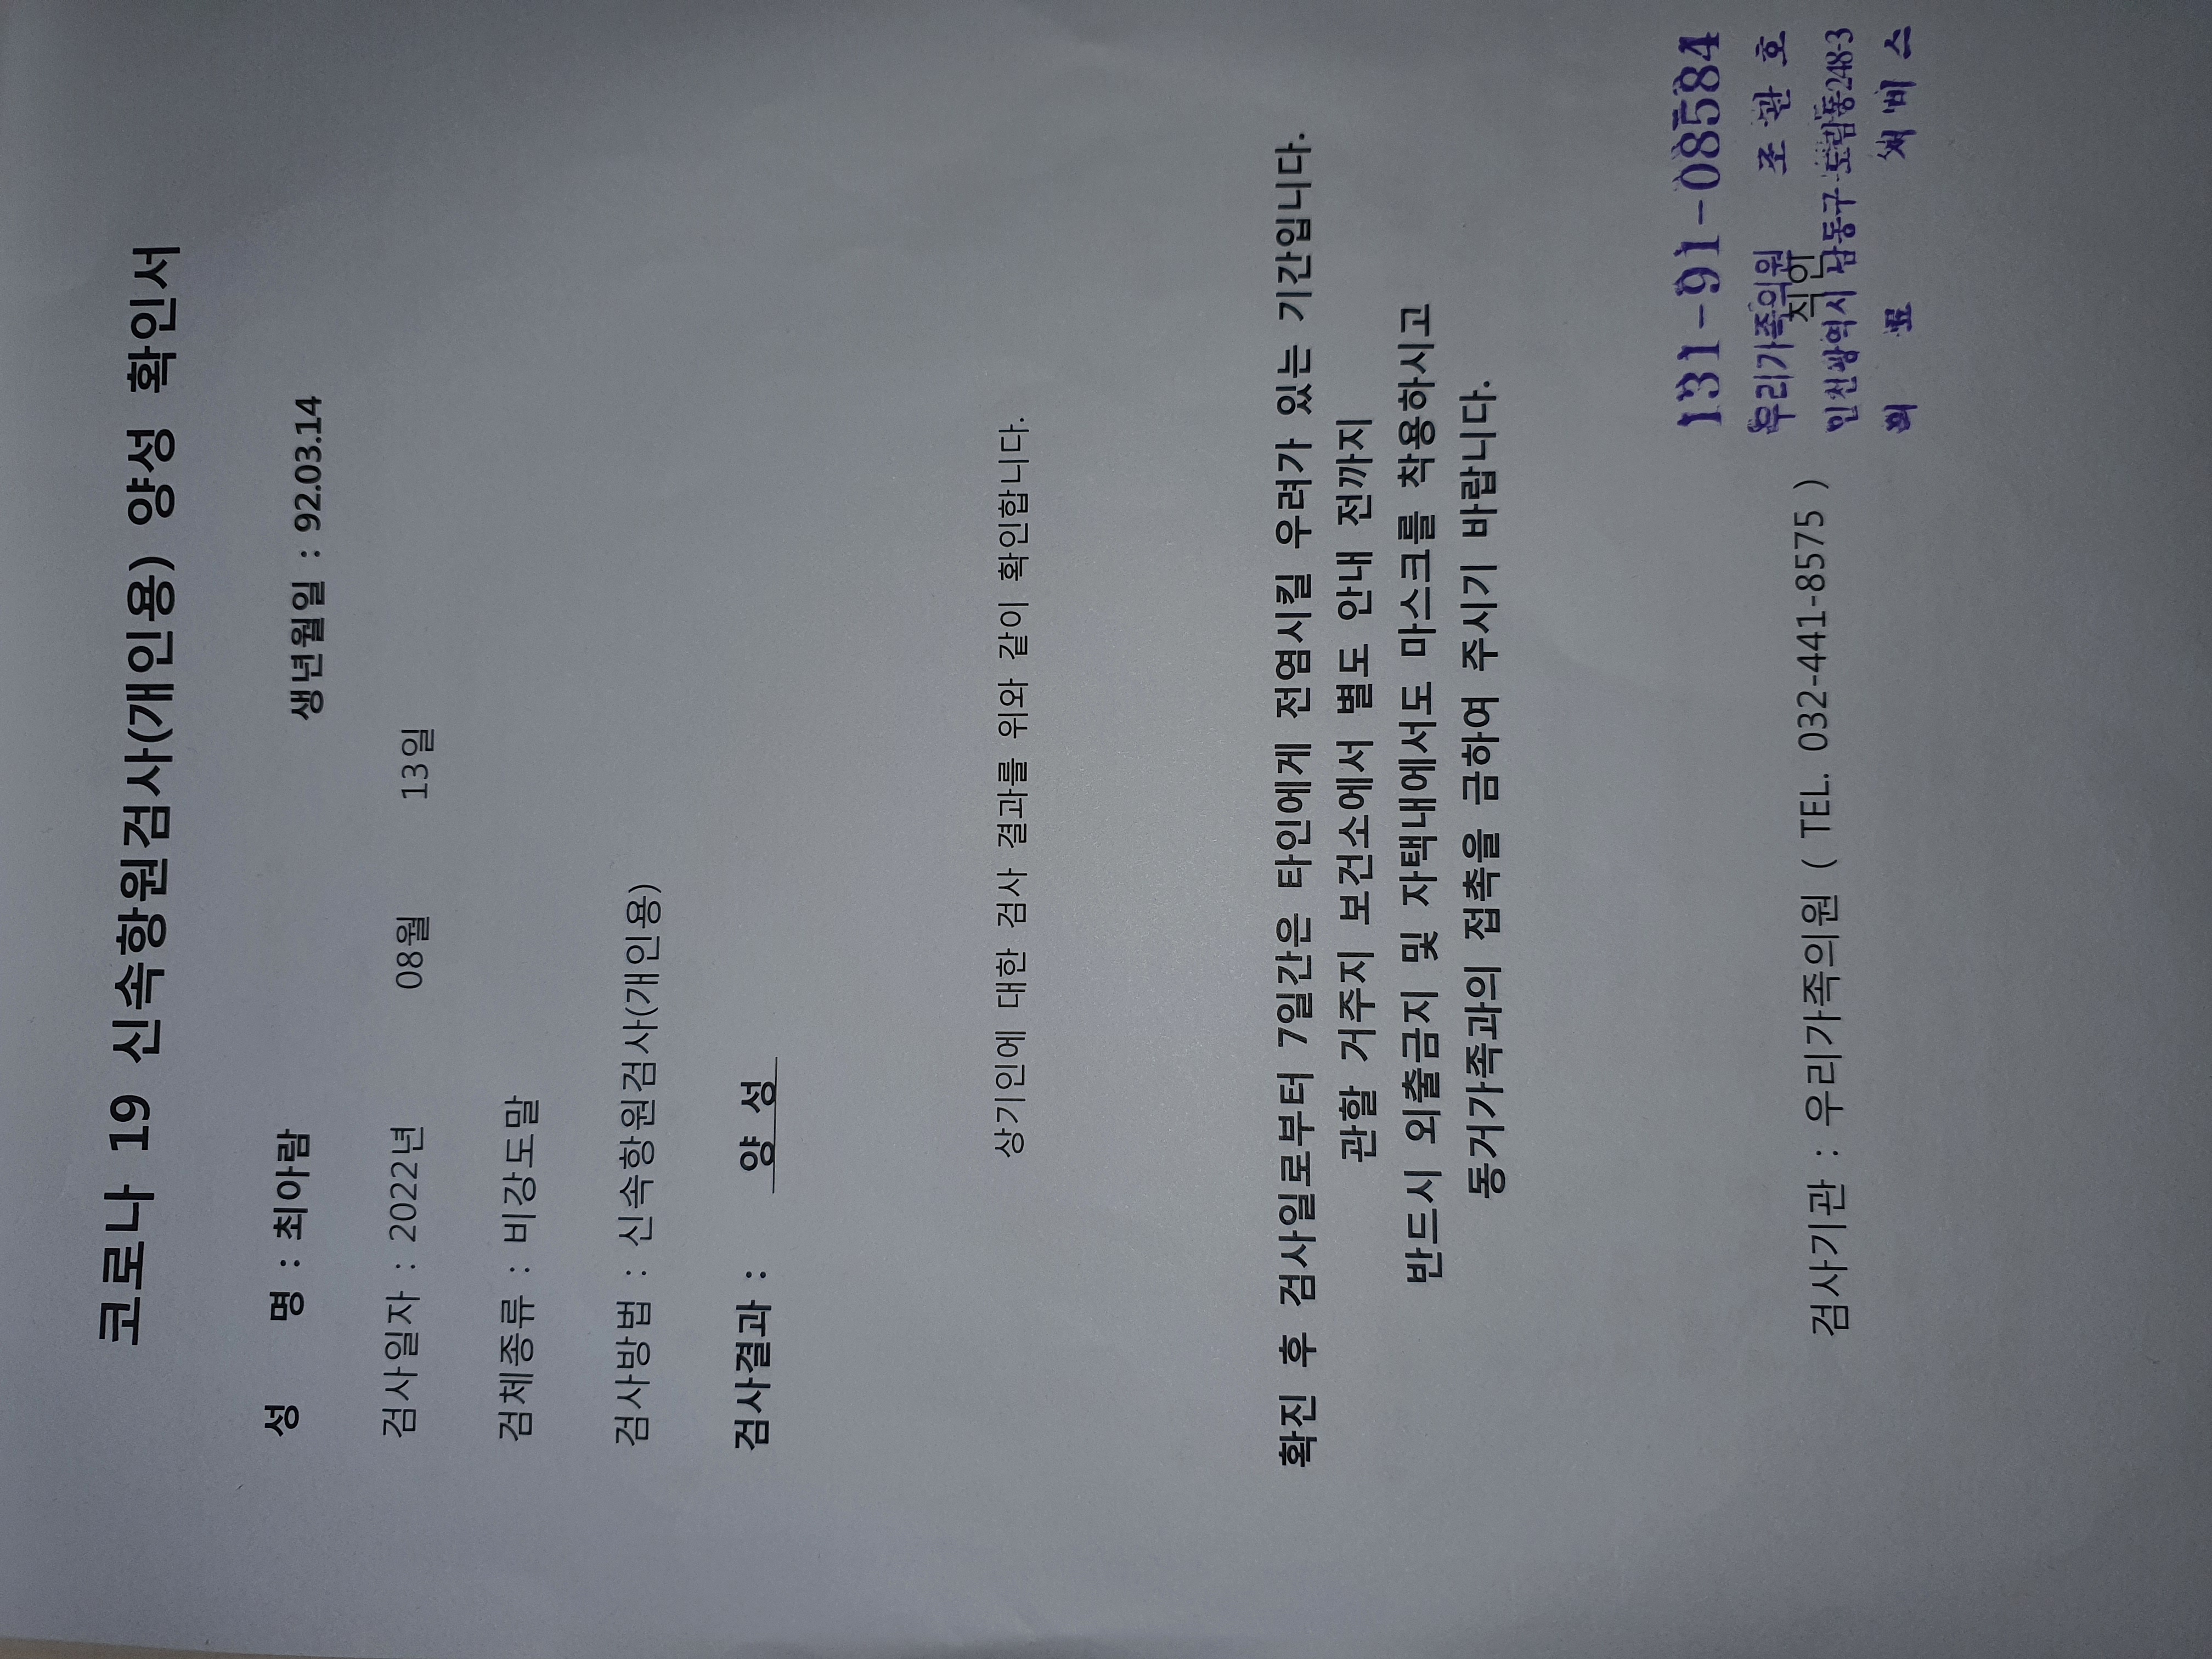 코로나 19 신속항원검사(개인용) 양성 확인서
성 명 : 최아람 생년월일 : 92.03.14
검사일자 : 2022년 08월 13일
검체종류 : 비강도말
검사방법 : 신속항원검사(개인용)
검사결과 : 양 성
상기인에 대한 검사 결과를 위와 같이 확인합니다.
확진 후 검사일로부터 7일간은 타인에게 전염시킬 우려가 있는 기간입니다.
관할 거주지 보건소에서 별도 안내 전까지
반드시 외출금지 및 자택내에서도 마스크를 착용하시고
동거가족과의 접촉을 금하여 주시기 바랍니다.
검사기관 : 우리가족의원 ( TEL. 032-441-8575 ) 직인
131-91-08584
우리가족의원 조 관 호
인천광역시 남동구 도림동248-3
의 료 서 비 스